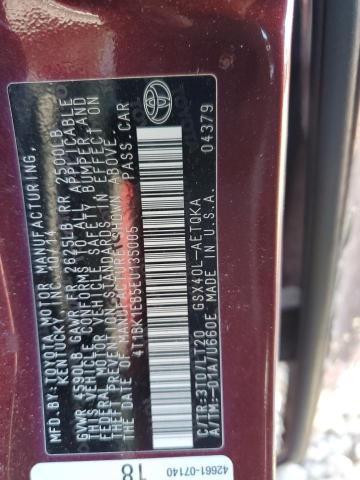 MFD. BY: TOYOTA MOTOR MANUFACTURING,
KENTUCKY, INC. 10/14
GVWR 4590LB GAWR FR 2625LB RR 2500LB
THIS VEHICLE CONFORMS TO ALL APPLICABLE
FEDERAL MOTOR VEHICLE SAFETY, BUMPER, AND
THEFT PREVENTION STANDARDS IN EFFECT ON
THE DATE OF MANUFACTURE SHOWN ABOVE.
4T1BK1EB5EU135005 PASS. CAR
C/TR:3T0/LT20 GSX40L-AETQKA
A/TM:-01A/U660E MADE IN U.S.A.
04379
42661-07140
18